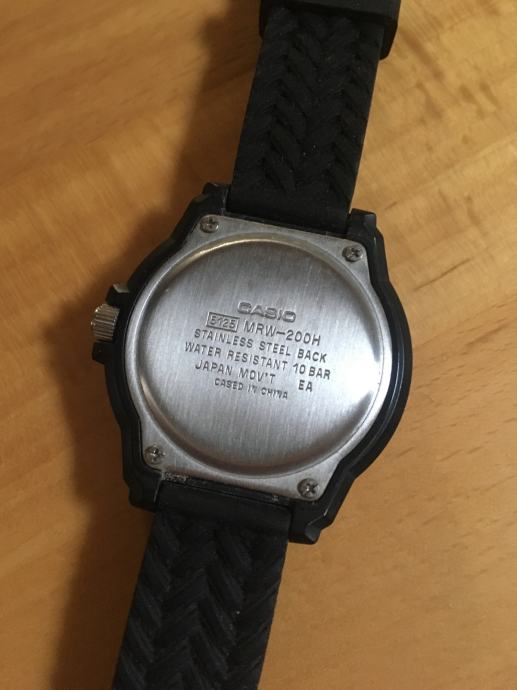 CASIO
5125 MRW-200H
STAINLESS STEEL BACK
WATER RESISTANT 10 BAR
JAPAN MOV'T EA
CASED IN CHINA